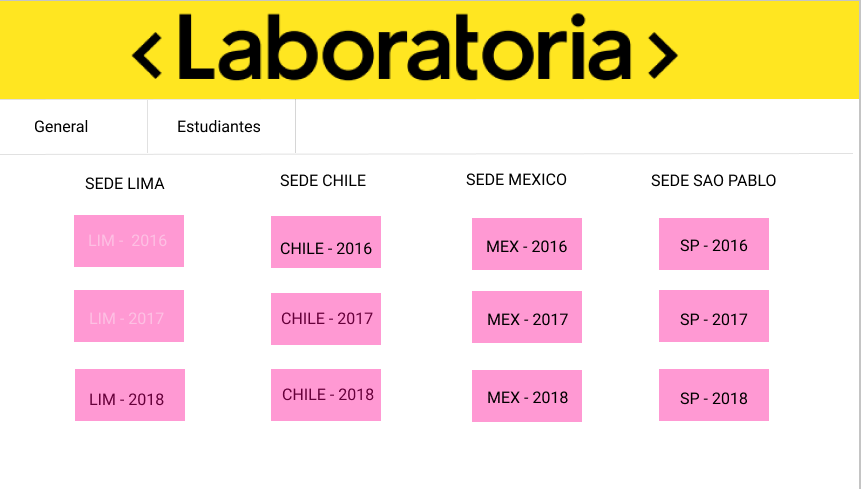 <Laboratoria>
General Estudiantes
SEDE LIMA SEDE CHILE SEDE MEXICO SEDE SAO PABLO
LIM - 2016 CHILE - 2016 MEX - 2016 SP - 2016
LIM - 2017 CHILE - 2017 MEX - 2017 SP - 2017
LIM - 2018 CHILE - 2018 MEX - 2018 SP - 2018